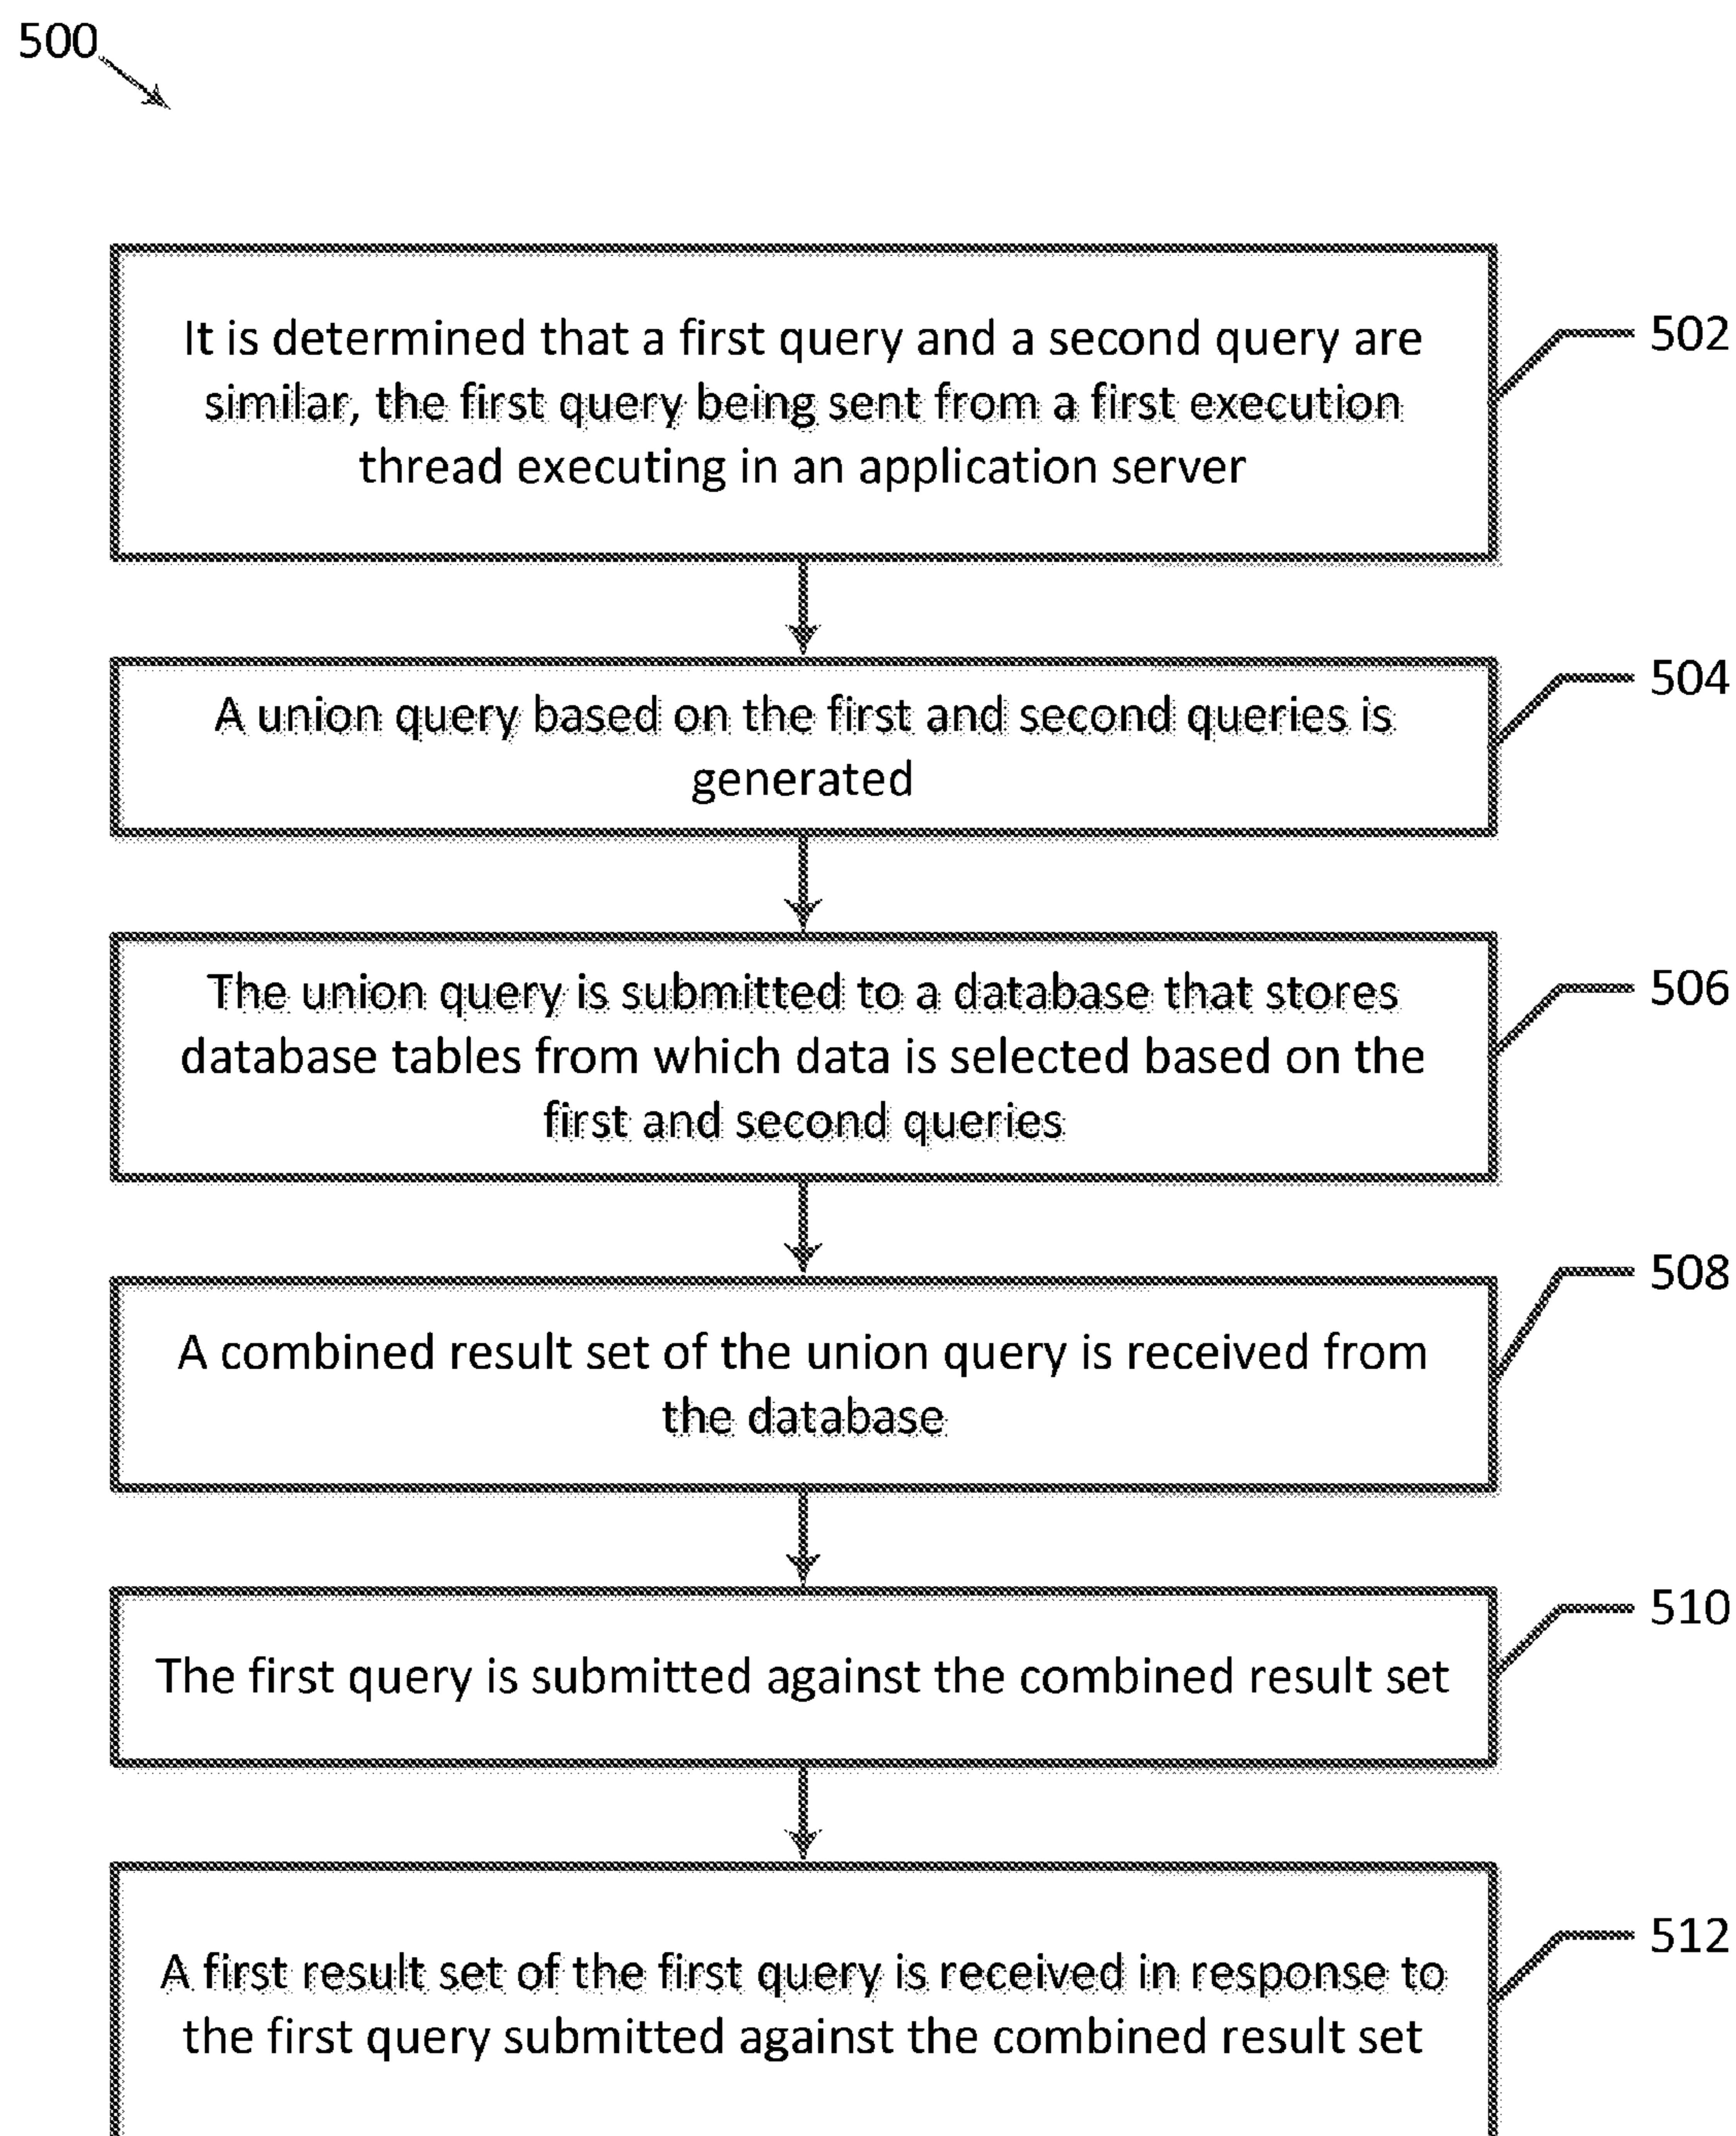 500
It is determined that a first query and a second query are
similar, the first query being sent from a first execution
thread executing in an application server
502
A union query based on the first and second queries is
generated
504
The union query is submitted to a database that stores
database tables from which data is selected based on the
first and second queries
506
A combined result set of the union query is received from
the database
508
The first query is submitted against the combined result set
510
A first result set of the first query is received in response to
the first query submitted against the combined result set
512